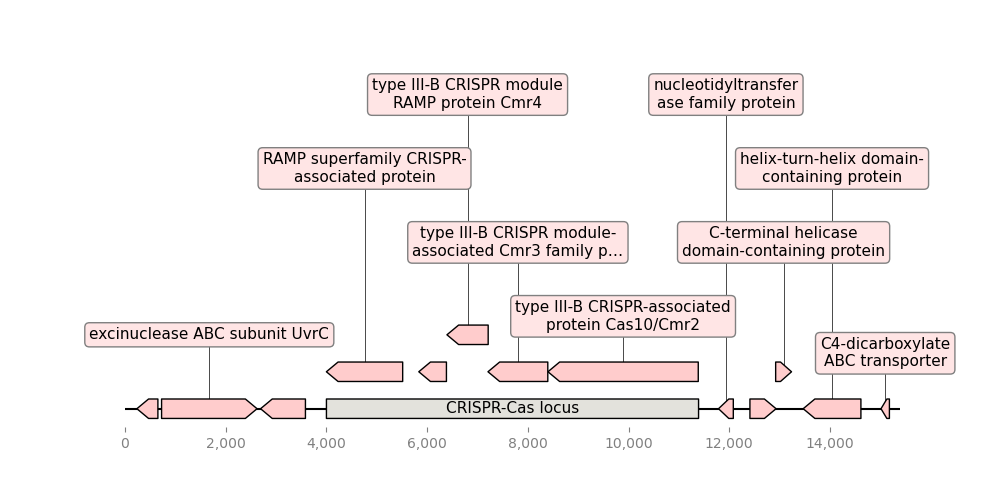 type III-B CRISPR module
RAMP protein Cmr4
nucleotidyltransfer
ase family protein
RAMP superfamily CRISPR-
associated protein
helix-turn-helix domain-
containing protein
type III-B CRISPR module-
associated Cmr3 family p...
C-terminal helicase
domain-containing protein
type III-B CRISPR-associated
protein Cas10/Cmr2
excinuclease ABC subunit UvrC
C4-dicarboxylate
ABC transporter
CRISPR-Cas locus
0 2,000 4,000 6,000 8,000 10,000 12,000 14,000